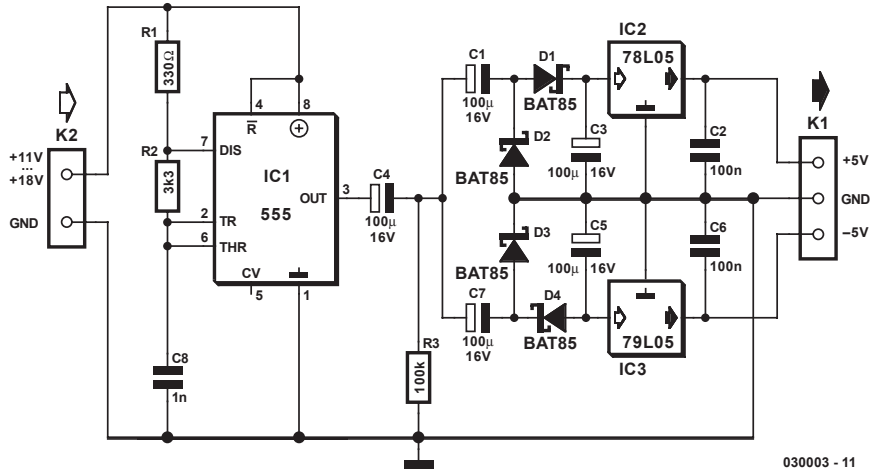 R1
330Ω
R2
3k3
K2
+11V
...
+18V
GND
4
8
R̅
7
DIS
IC1
555
OUT
3
2
TR
6
THR
CV
5
1
C8
1n
C4
100µ
16V
R3
100k
C1
100µ
16V
D1
BAT85
D2
BAT85
C3
100µ
16V
IC2
78L05
C2
100n
K1
+5V
GND
–5V
D3
BAT85
C5
100µ
16V
C6
100n
C7
100µ
16V
D4
BAT85
79L05
IC3
030003 - 11